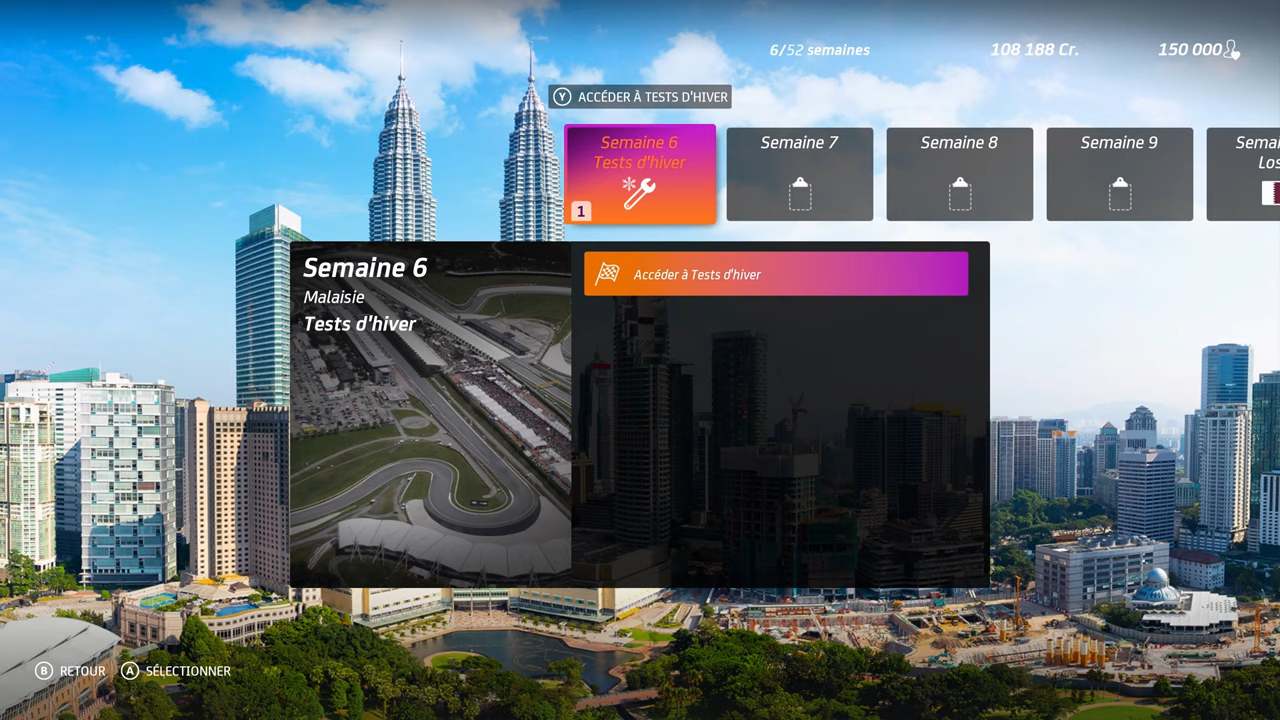 6/52 semaines
108 188 Cr.
150 000
Y ACCÉDER À TESTS D'HIVER
Semaine 6
Tests d'hiver
1
Semaine 7
Semaine 8
Semaine 9
Semai
Los
Semaine 6
Malaisie
Tests d'hiver
Accéder à Tests d'hiver
B RETOUR
A SÉLECTIONNER